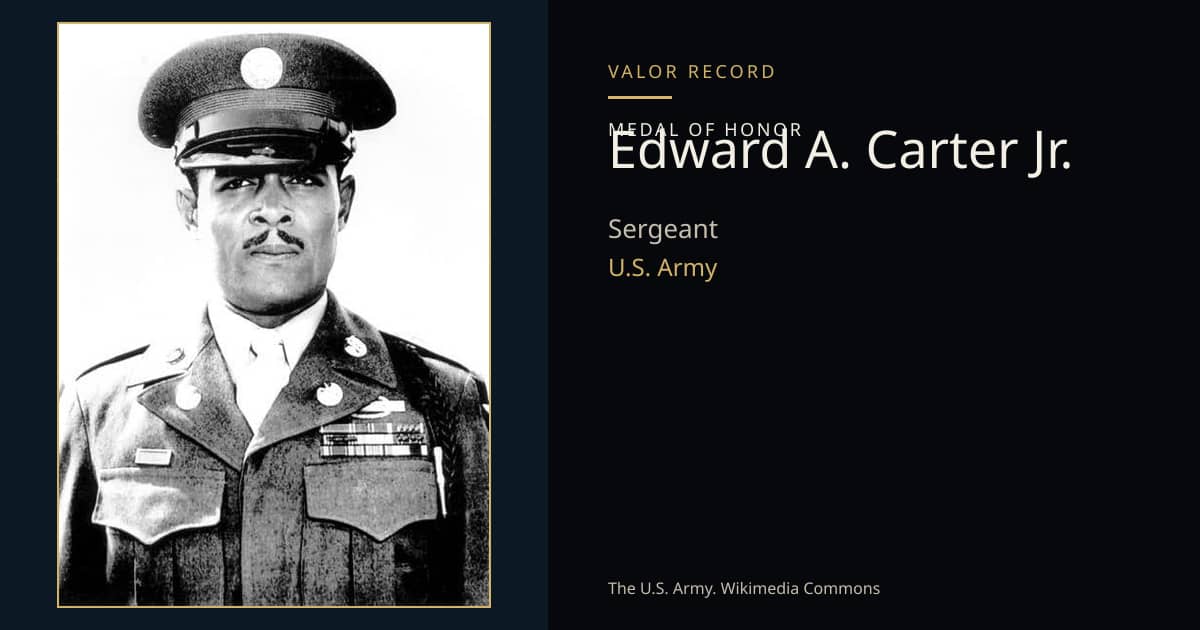 VALOR RECORD
MEDAL OF HONOR
Edward A. Carter Jr.
Sergeant
U.S. Army
The U.S. Army. Wikimedia Commons